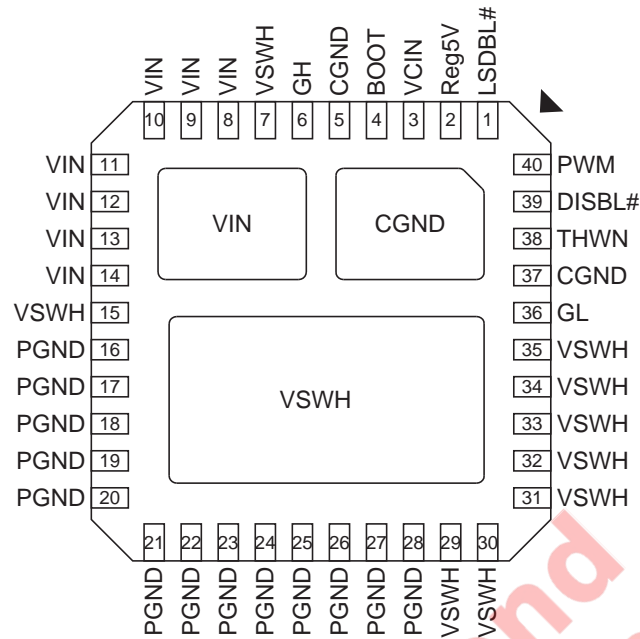 VIN
VIN
VIN
VSWH
GH
CGND
BOOT
VCIN
Reg5V
LSDBL#
10 9 8 7 6 5 4 3 2 1
VIN 11
VIN 12
VIN 13
VIN 14
VSWH 15
PGND 16
PGND 17
PGND 18
PGND 19
PGND 20
VIN
CGND
VSWH
40 PWM
39 DISBL#
38 THWN
37 CGND
36 GL
35 VSWH
34 VSWH
33 VSWH
32 VSWH
31 VSWH
21 22 23 24 25 26 27 28 29 30
PGND
PGND
PGND
PGND
PGND
PGND
PGND
PGND
VSWH
VSWH